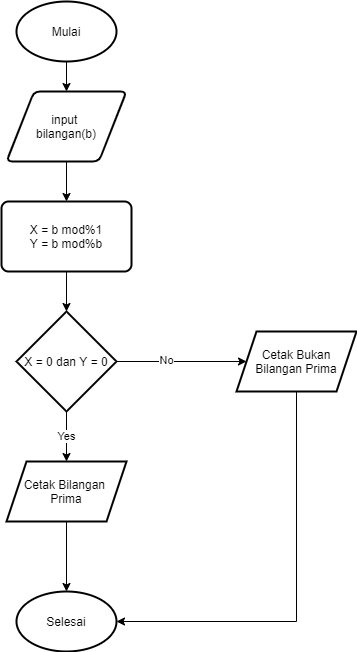 Mulai
input
bilangan(b)
X = b mod%1
Y = b mod%b
X = 0 dan Y = 0
No
Cetak Bukan
Bilangan Prima
Yes
Cetak Bilangan
Prima
Selesai